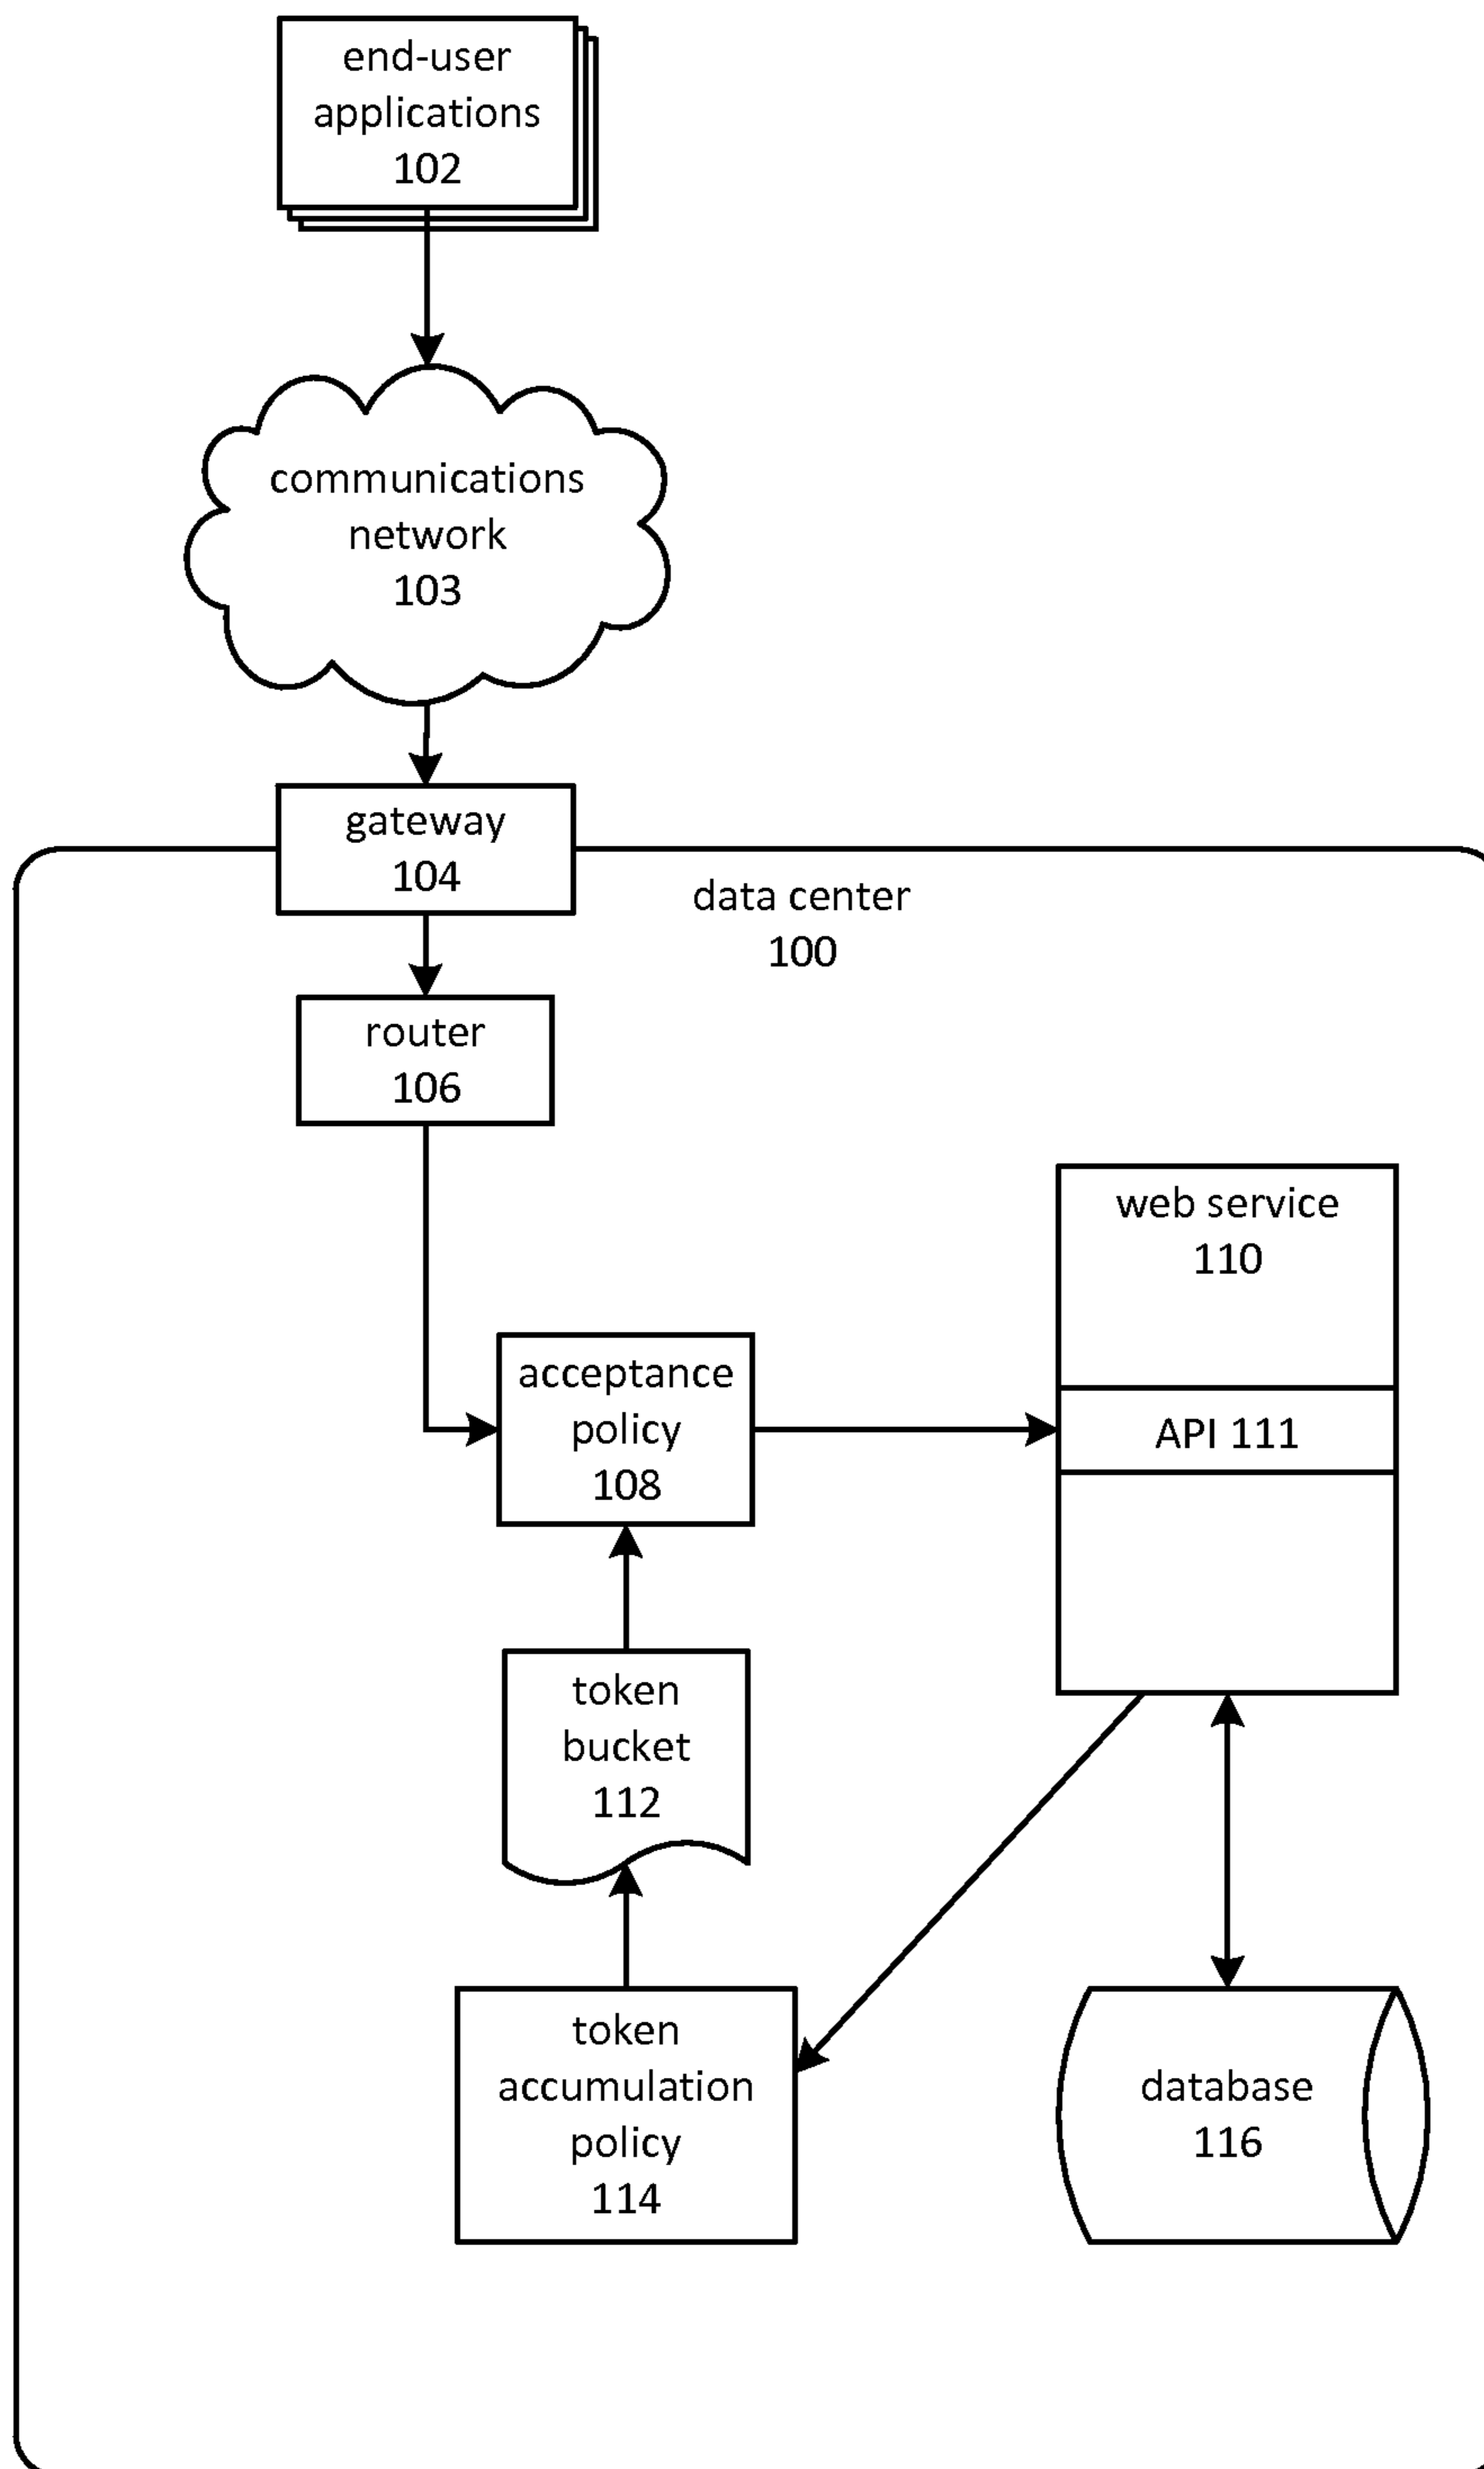 end-user
applications
102
communications
network
103
gateway
104
data center
100
router
106
web service
110
acceptance
policy
108
API 111
token
bucket
112
token
accumulation
policy
114
database
116